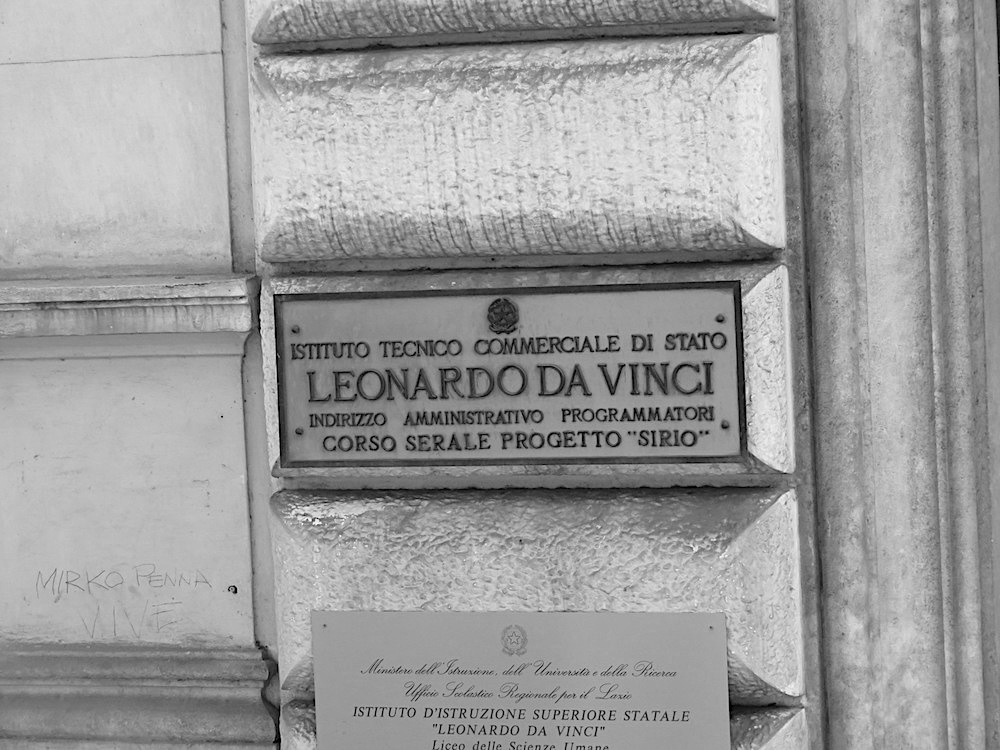 ISTITUTO TECNICO COMMERCIALE DI STATO
LEONARDO DA VINCI
INDIRIZZO AMMINISTRATIVO PROGRAMMATORI
CORSO SERALE PROGETTO "SIRIO"
MIRKO PENNA
VIVE
Ministero dell'Istruzione, dell'Università e della Ricerca
Ufficio Scolastico Regionale per il Lazio
ISTITUTO D'ISTRUZIONE SUPERIORE STATALE
"LEONARDO DA VINCI"
Liceo delle Scienze Umane